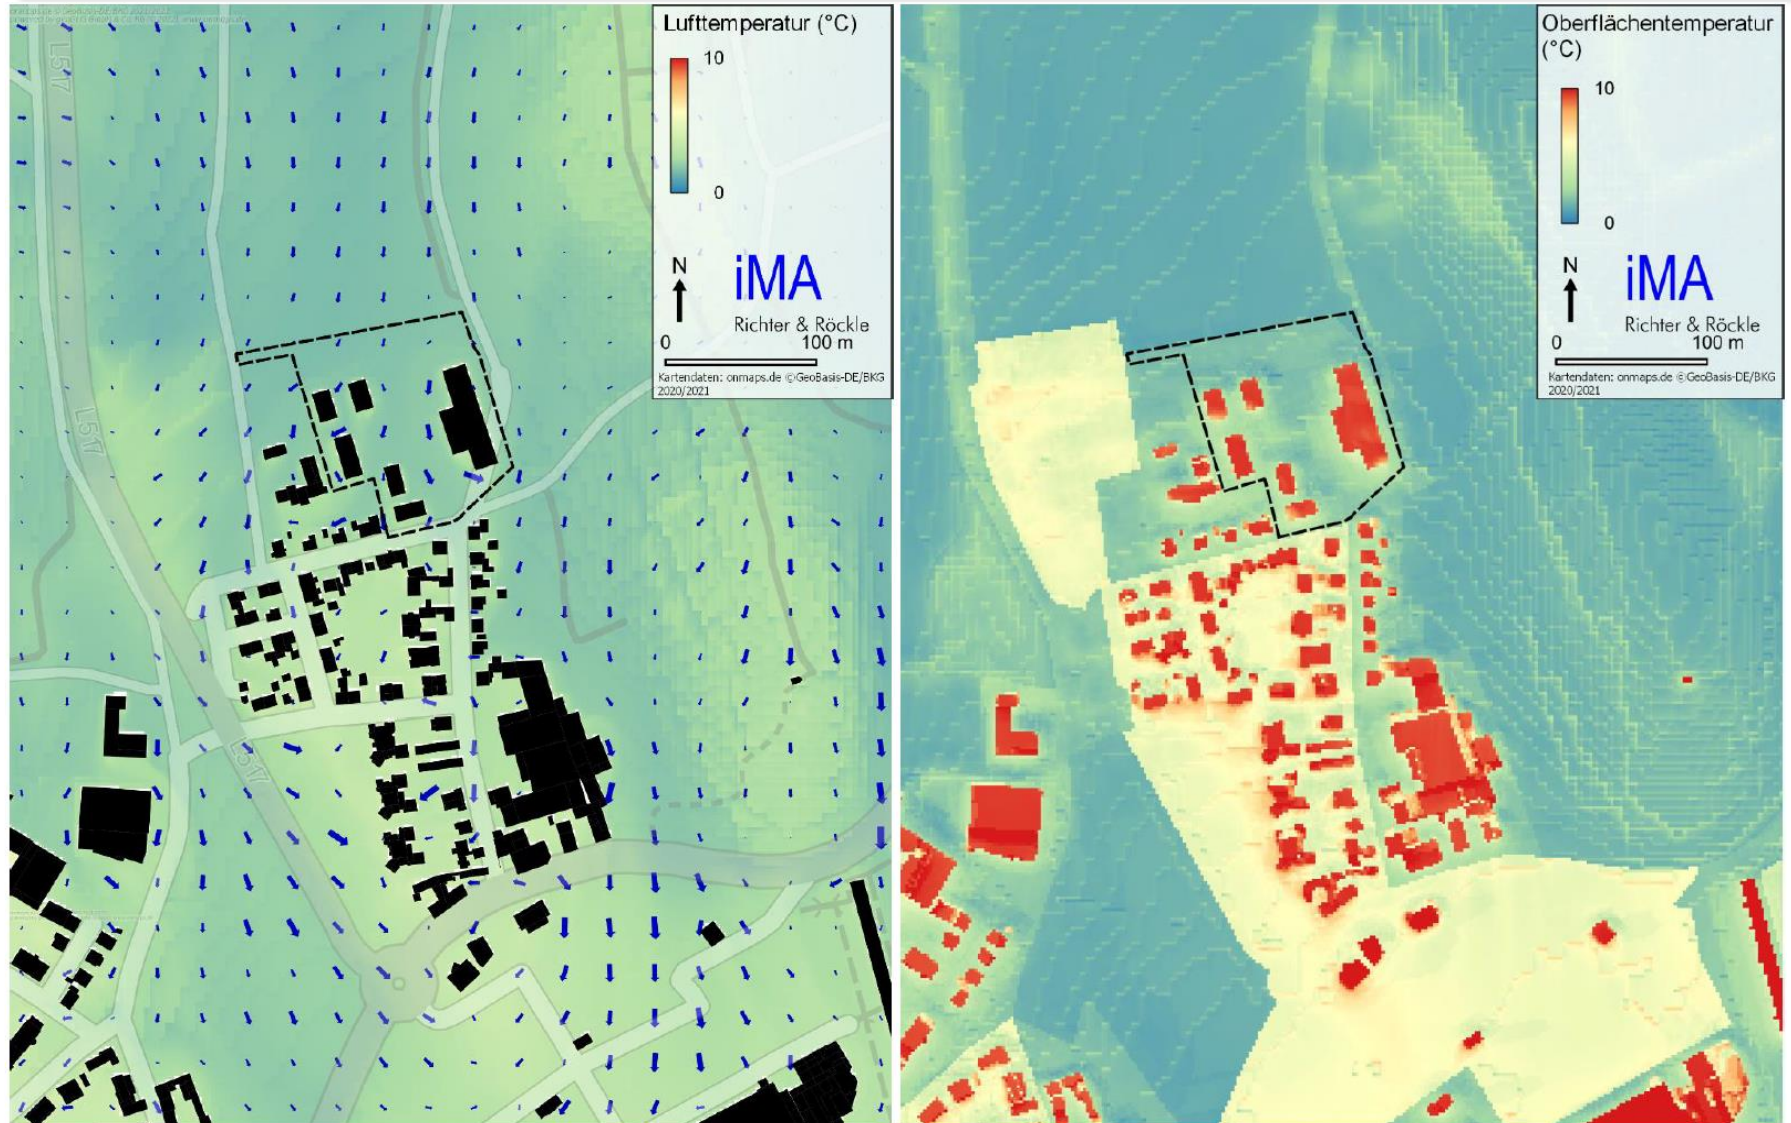 Lufttemperatur (°C)
10
0
N
iMA
Richter & Röckle
0 100 m
Kartendaten: onmaps.de ©GeoBasis-DE/BKG
2020/2021
L517
L517
L517
Oberflächentemperatur
(°C)
10
0
N
iMA
Richter & Röckle
0 100 m
Kartendaten: onmaps.de ©GeoBasis-DE/BKG
2020/2021